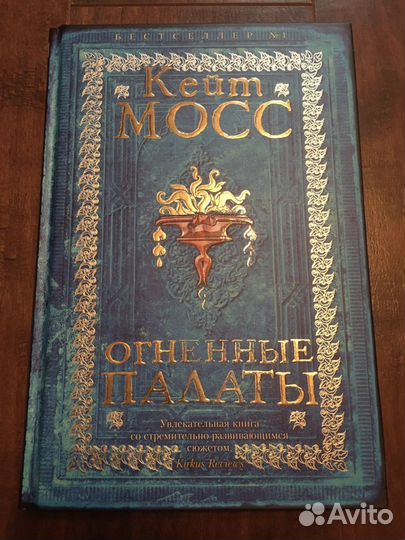 БЕСТСЕЛЛЕР №1
Кейт
МОСС
ОГНЕННЫЕ
ПАЛАТЫ
Увлекательная книга
со стремительно развивающимся
сюжетом.
Kirkus Reviews
Avito